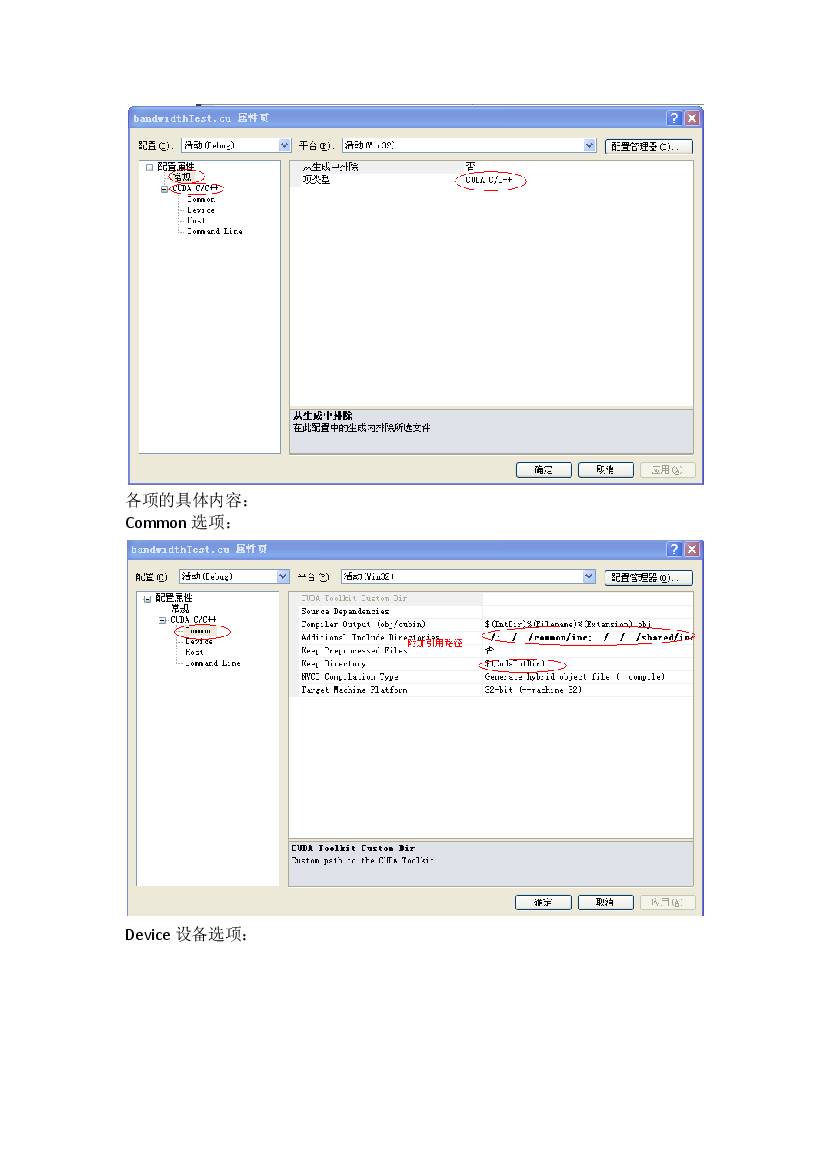 bandwidthTest.cu 属性页
配置(C): 活动(Debug) 平台(P): 活动(Win32) 配置管理器(O)...
配置属性
常规
CUDA C/C++
Common
Device
Host
Command Line
从生成中排除 否
项类型 CUDA C/C++
从生成中排除
在此配置中的生成内排除所选文件
确定 取消 应用(A)
各项的具体内容：
Common 选项：
bandwidthTest.cu 属性页
配置(C) 活动(Debug) 平台(P) 活动(Win32) 配置管理器(O)...
配置属性
常规
CUDA C/C++
Common
Device
Host
Command Line
CUDA Toolkit Custom Dir
Source Dependencies
Compiler Output (obj/cubin) $(IntDir)%(Filename)%(Extension).obj
Additional Include Directories /common/inc; /shared/inc
附加引用路径
Keep Preprocessed Files 否
Keep Directory
NVCC Compilation Type Generate hybrid object file (--compile)
Target Machine Platform 32-bit (--machine 32)
CUDA Toolkit Custom Dir
Custom path to the CUDA Toolkit
确定 取消 应用(A)
Device 设备选项：